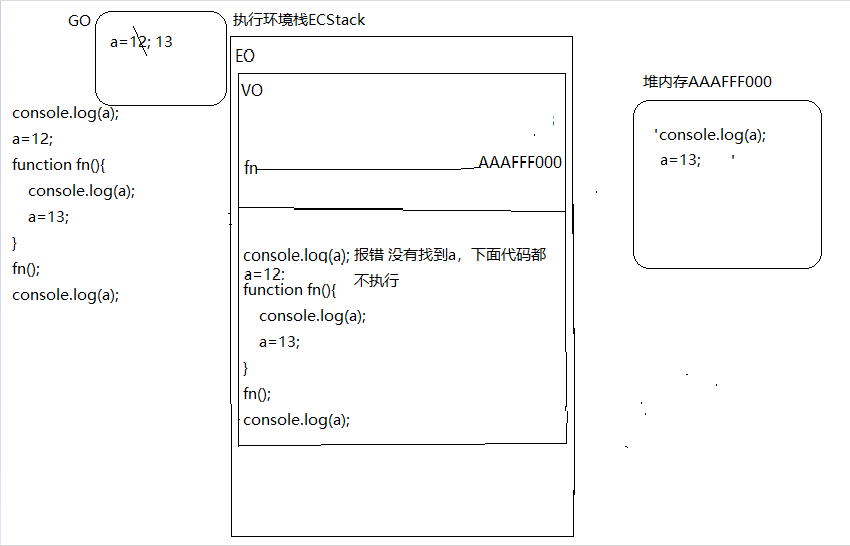 GO
a=12; 13
console.log(a);
a=12;
function fn(){
console.log(a);
a=13;
}
fn();
console.log(a);
执行环境栈ECStack
EO
VO
fn AAAFFF000
console.log(a); 报错 没有找到a，下面代码都
a=12;
不执行
function fn(){
console.log(a);
a=13;
}
fn();
console.log(a);
堆内存AAAFFF000
'console.log(a);
a=13; '